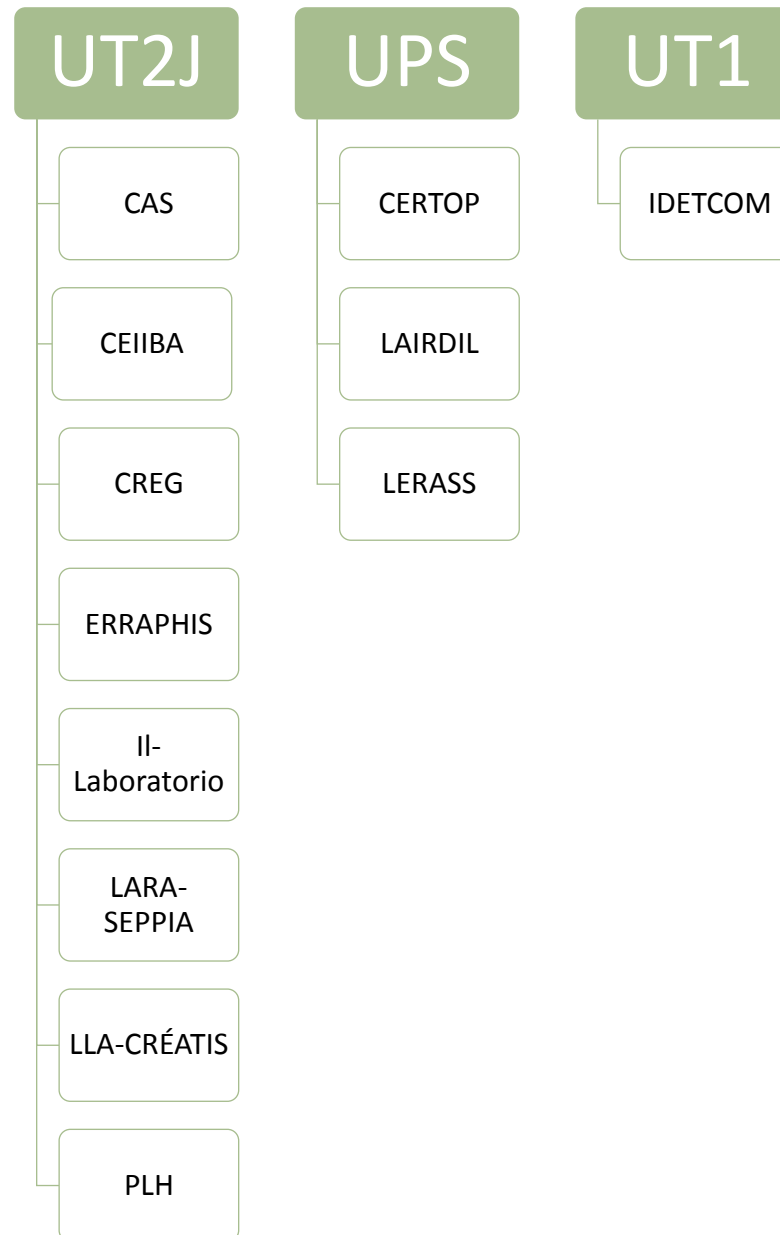 UT2J
CAS
CEIIBA
CREG
ERRAPHIS
Il-
Laboratorio
LARA-
SEPPIA
LLA-CRÉATIS
PLH
UPS
CERTOP
LAIRDIL
LERASS
UT1
IDETCOM